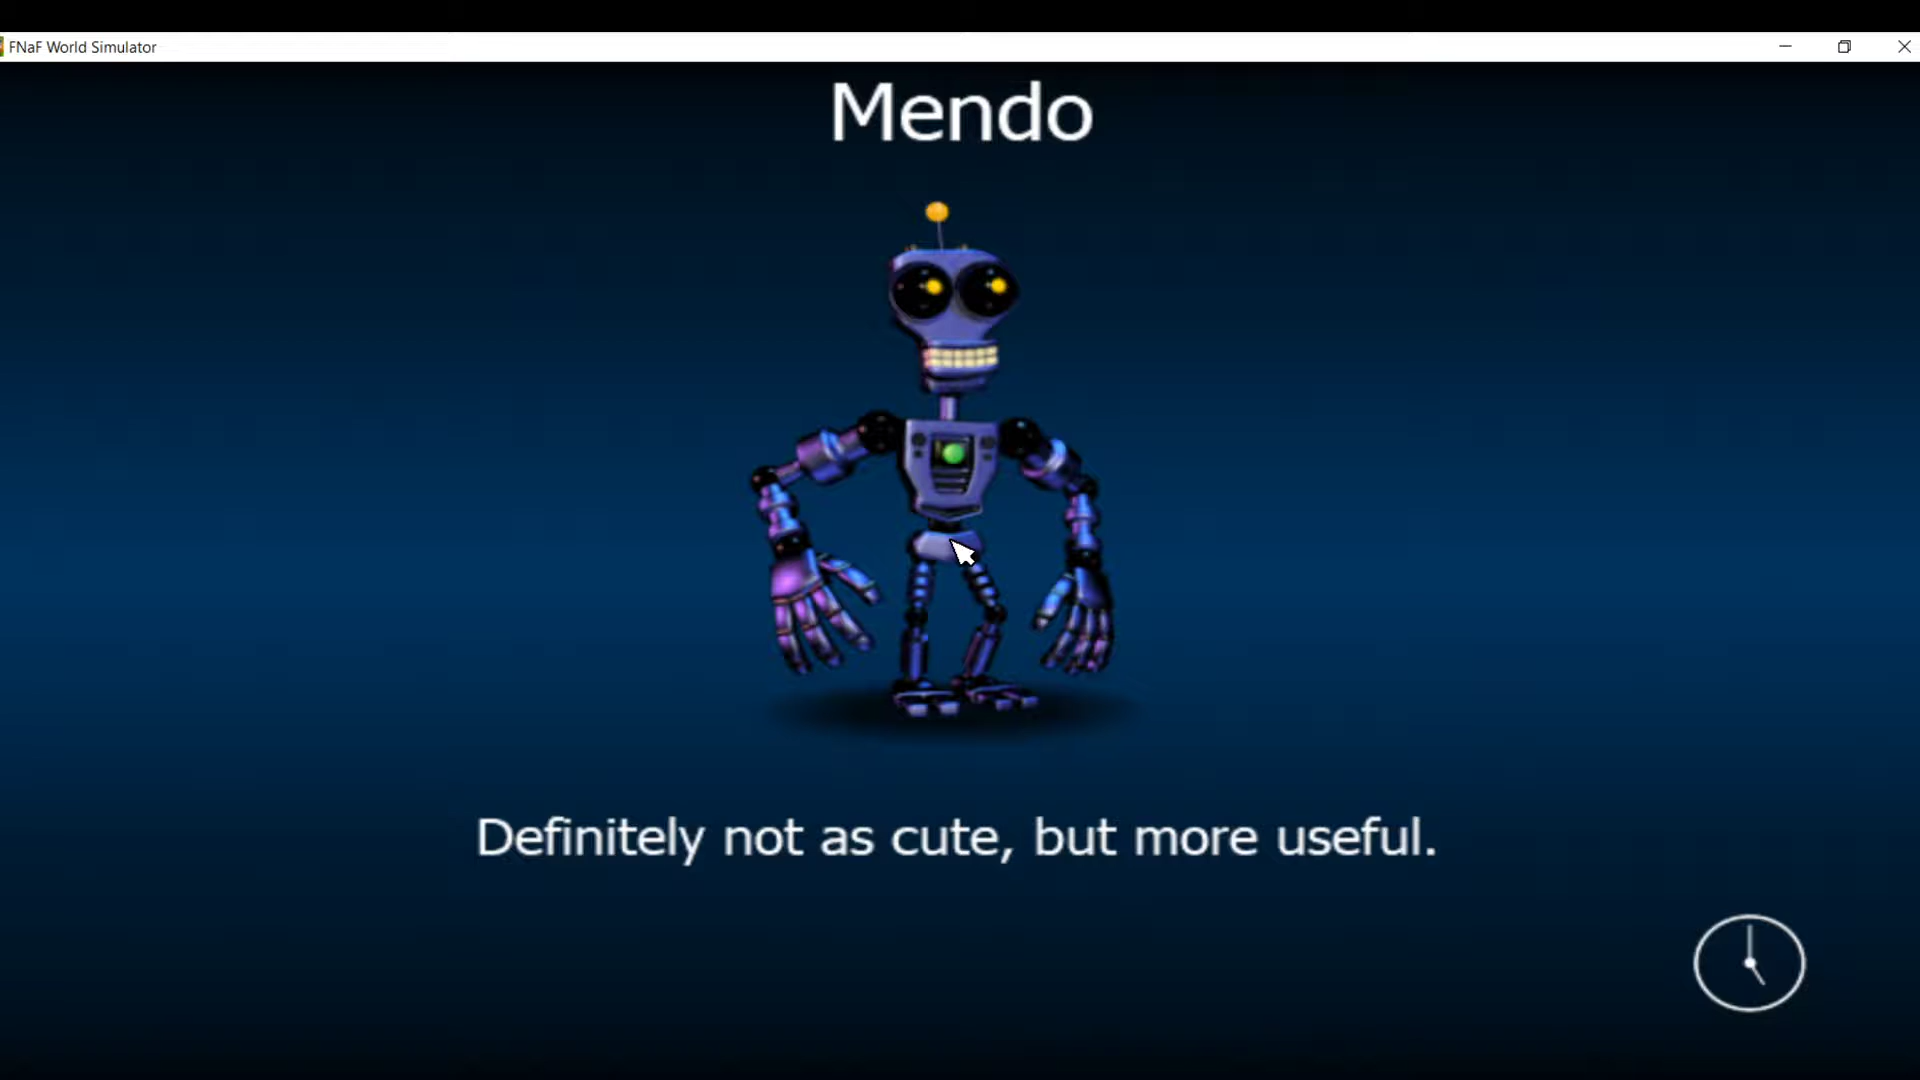 FNaF World Simulator
Mendo
Definitely not as cute, but more useful.